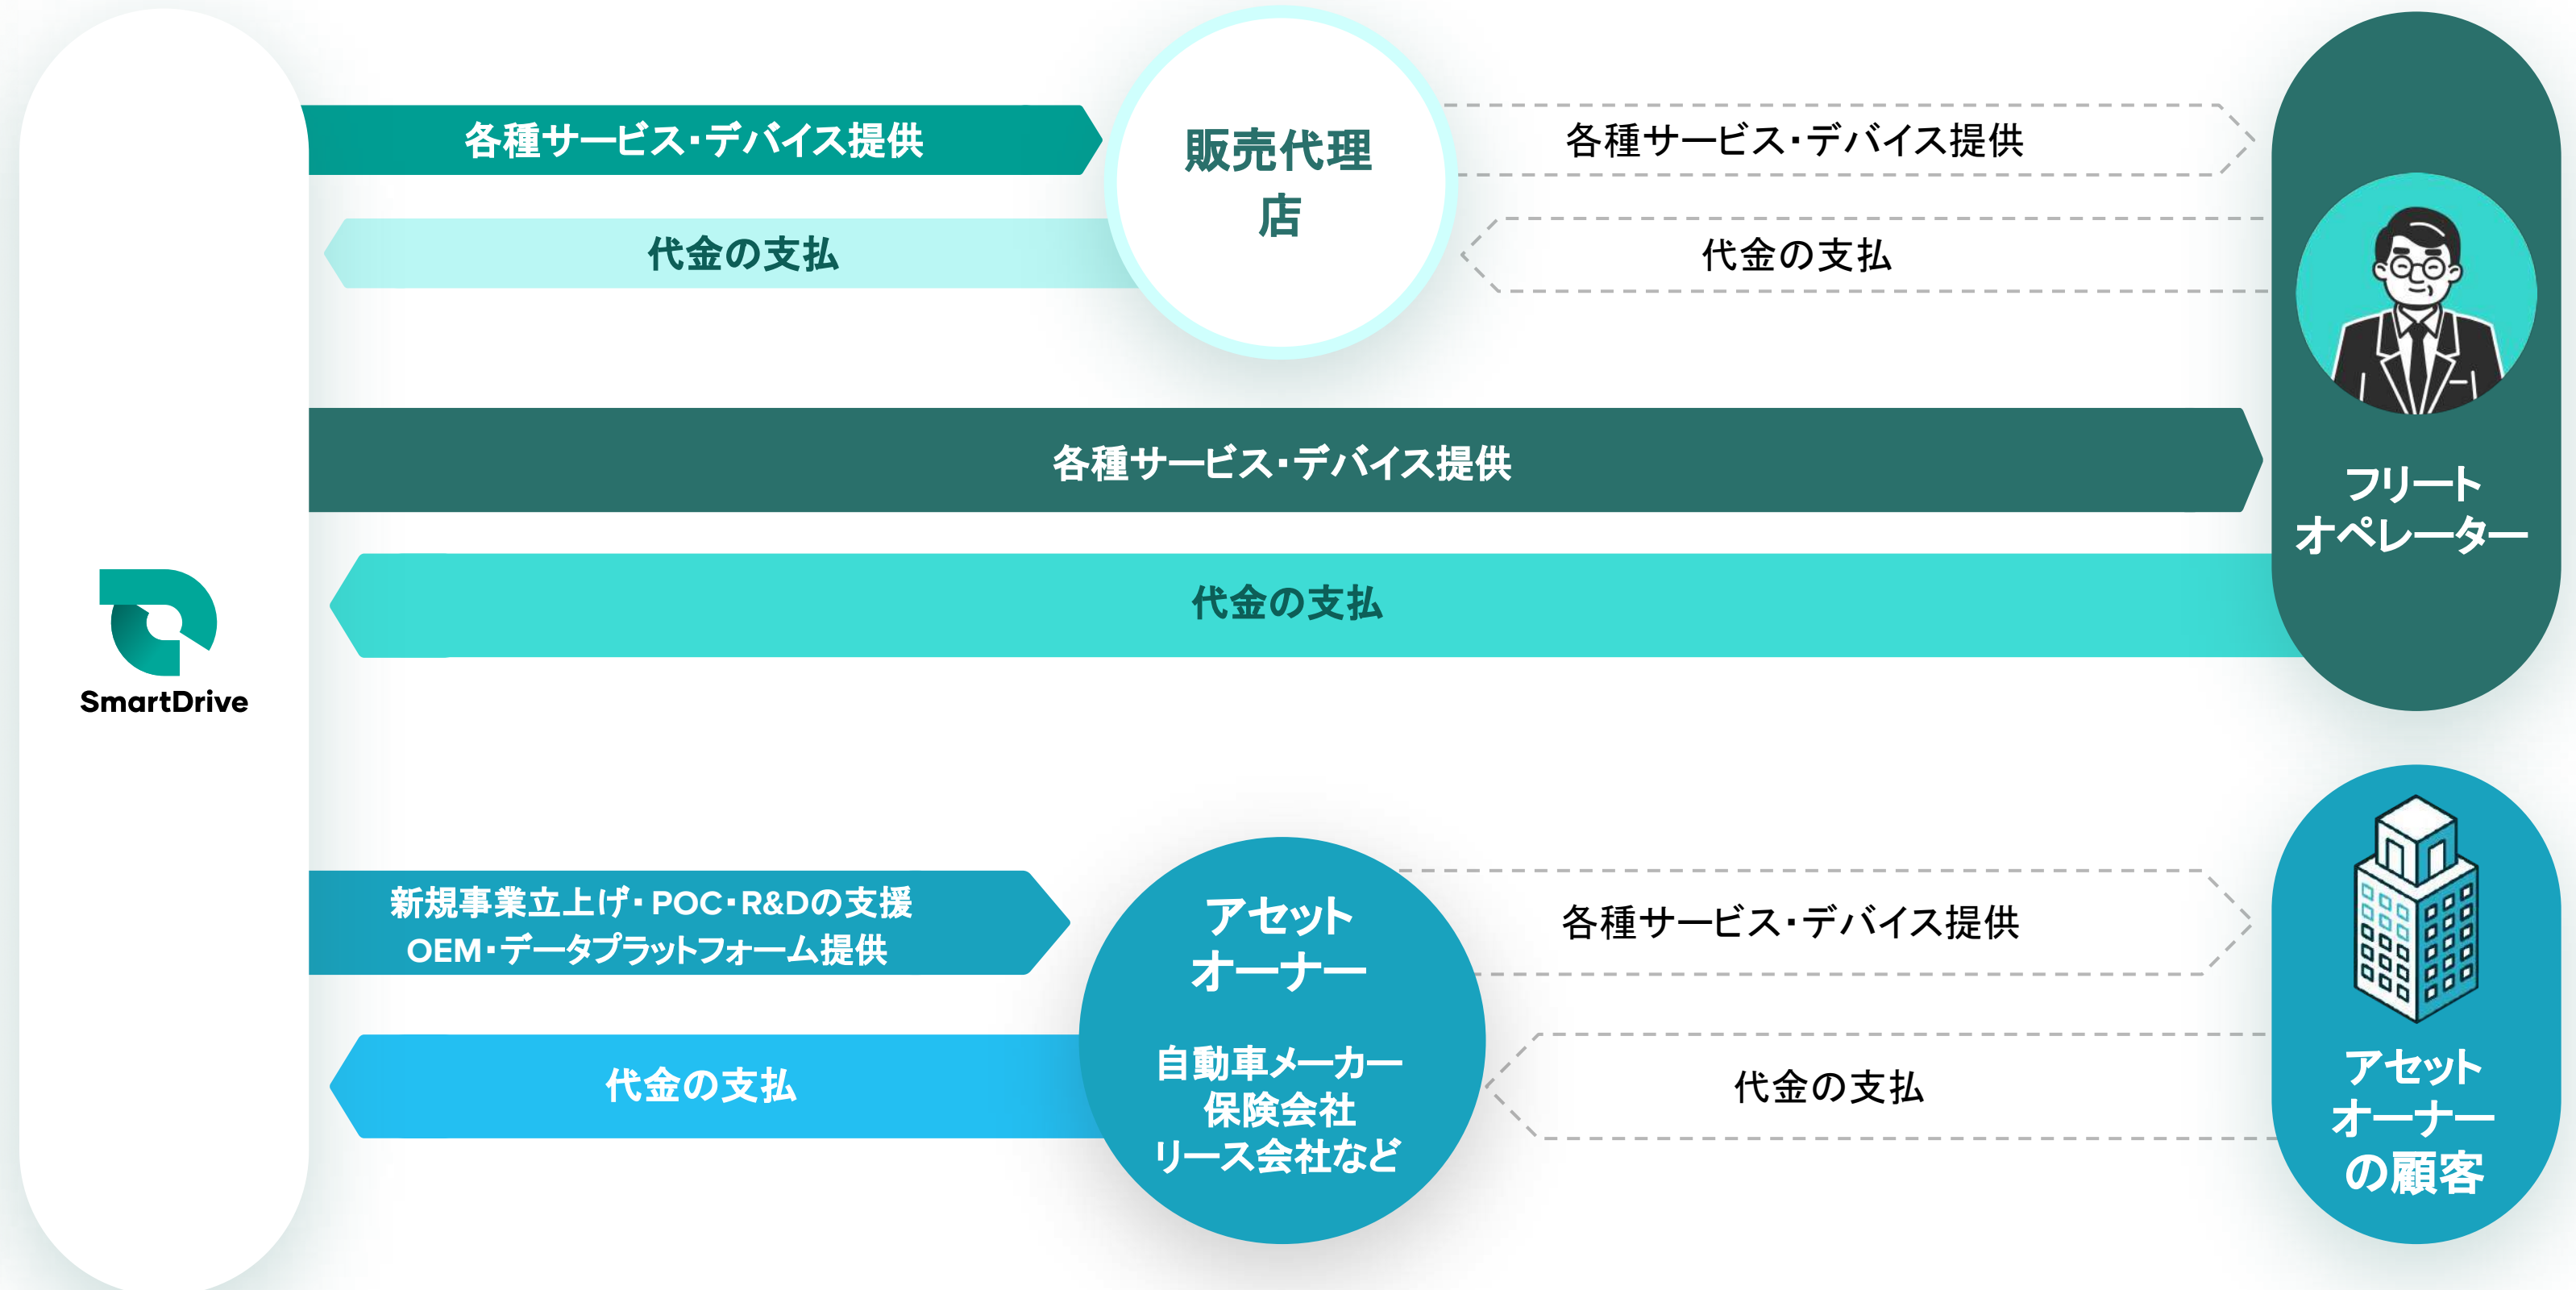 各種サービス・デバイス提供
代金の支払
販売代理
店
各種サービス・デバイス提供
代金の支払
各種サービス・デバイス提供
代金の支払
フリート
オペレーター
SmartDrive
新規事業立上げ・POC・R&Dの支援
OEM・データプラットフォーム提供
代金の支払
アセット
オーナー
自動車メーカー
保険会社
リース会社など
各種サービス・デバイス提供
代金の支払
アセット
オーナー
の顧客